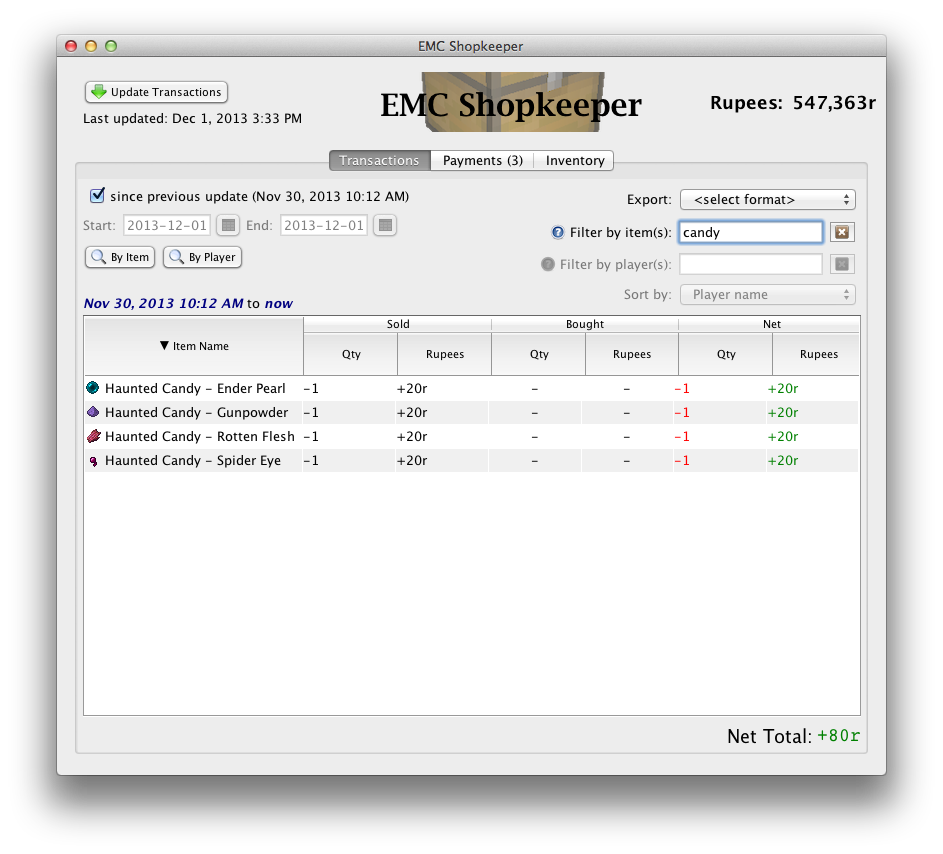 EMC Shopkeeper
Update Transactions
Last updated: Dec 1, 2013 3:33 PM
EMC Shopkeeper
Rupees: 547,363r
Transactions Payments (3) Inventory
since previous update (Nov 30, 2013 10:12 AM)
Start: 2013-12-01 End: 2013-12-01
By Item By Player
Export: <select format>
Filter by item(s): candy
Filter by player(s):
Sort by: Player name
Nov 30, 2013 10:12 AM to now
Sold Bought Net
▼ Item Name Qty Rupees Qty Rupees Qty Rupees
Haunted Candy - Ender Pearl -1 +20r - - -1 +20r
Haunted Candy - Gunpowder -1 +20r - - -1 +20r
Haunted Candy - Rotten Flesh -1 +20r - - -1 +20r
Haunted Candy - Spider Eye -1 +20r - - -1 +20r
Net Total: +80r